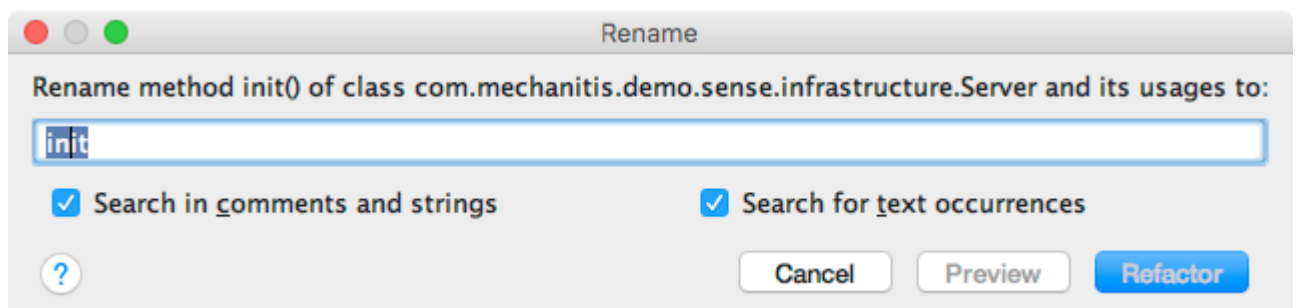 Rename
Rename method init() of class com.mechanitis.demo.sense.infrastructure.Server and its usages to:
init
Search in comments and strings
Search for text occurrences
?
Cancel
Preview
Refactor